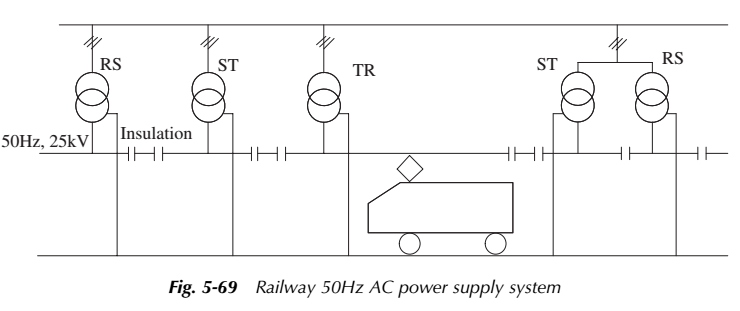 RS
ST
TR
ST
RS
50Hz, 25kV
Insulation
Fig. 5-69 Railway 50Hz AC power supply system